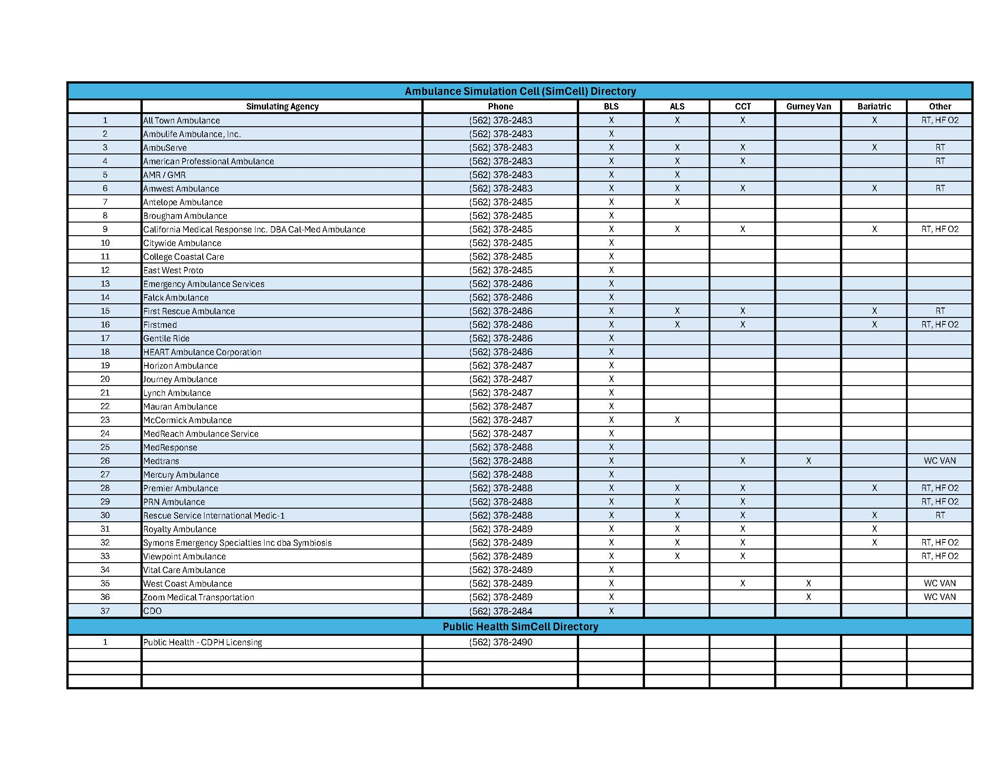 Ambulance Simulation Cell (SimCell) Directory
Simulating Agency Phone BLS ALS CCT Gurney Van Bariatric Other
1 All Town Ambulance (562) 378-2483 X X X X RT, HF O2
2 Ambulife Ambulance, Inc. (562) 378-2483 X
3 AmbuServe (562) 378-2483 X X X X RT
4 American Professional Ambulance (562) 378-2483 X X X RT
5 AMR / GMR (562) 378-2483 X X
6 Amwest Ambulance (562) 378-2483 X X X X RT
7 Antelope Ambulance (562) 378-2485 X X
8 Brougham Ambulance (562) 378-2485 X
9 California Medical Response Inc. DBA Cal-Med Ambulance (562) 378-2485 X X X X RT, HF O2
10 Citywide Ambulance (562) 378-2485 X
11 College Coastal Care (562) 378-2485 X
12 East West Proto (562) 378-2485 X
13 Emergency Ambulance Services (562) 378-2486 X
14 Falck Ambulance (562) 378-2486 X
15 First Rescue Ambulance (562) 378-2486 X X X X RT
16 Firstmed (562) 378-2486 X X X X RT, HF O2
17 Gentile Ride (562) 378-2486 X
18 HEART Ambulance Corporation (562) 378-2486 X
19 Horizon Ambulance (562) 378-2487 X
20 Journey Ambulance (562) 378-2487 X
21 Lynch Ambulance (562) 378-2487 X
22 Mauran Ambulance (562) 378-2487 X
23 McCormick Ambulance (562) 378-2487 X X
24 MedReach Ambulance Service (562) 378-2487 X
25 MedResponse (562) 378-2488 X
26 Medtrans (562) 378-2488 X X X WC VAN
27 Mercury Ambulance (562) 378-2488 X
28 Premier Ambulance (562) 378-2488 X X X X RT, HF O2
29 PRN Ambulance (562) 378-2488 X X X RT, HF O2
30 Rescue Service International Medic-1 (562) 378-2488 X X X X RT
31 Royalty Ambulance (562) 378-2489 X X X X
32 Symons Emergency Specialties Inc dba Symbiosis (562) 378-2489 X X X X RT, HF O2
33 Viewpoint Ambulance (562) 378-2489 X X X RT, HF O2
34 Vital Care Ambulance (562) 378-2489 X
35 West Coast Ambulance (562) 378-2489 X X X WC VAN
36 Zoom Medical Transportation (562) 378-2489 X X WC VAN
37 CDO (562) 378-2484 X
Public Health SimCell Directory
1 Public Health - CDPH Licensing (562) 378-2490